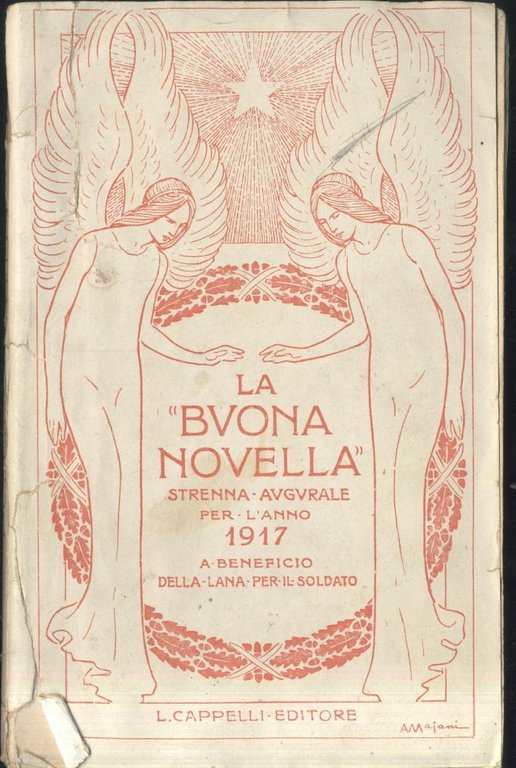 LA
"BVONA
NOVELLA"
STRENNA · AVGVRALE
PER · L'ANNO
1917
A · BENEFICIO
DELLA · LANA · PER · IL · SOLDATO
L. CAPPELLI · EDITORE
AMajani